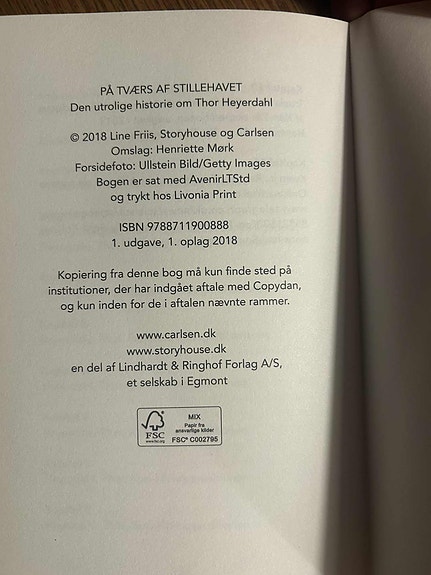 PÅ TVÆRS AF STILLEHAVET
Den utrolige historie om Thor Heyerdahl
© 2018 Line Friis, Storyhouse og Carlsen
Omslag: Henriette Mørk
Forsidefoto: Ullstein Bild/Getty Images
Bogen er sat med AvenirLTStd
og trykt hos Livonia Print
ISBN 9788711900888
1. udgave, 1. oplag 2018
Kopiering fra denne bog må kun finde sted på
institutioner, der har indgået aftale med Copydan,
og kun inden for de i aftalen nævnte rammer.
www.carlsen.dk
www.storyhouse.dk
en del af Lindhardt & Ringhof Forlag A/S,
et selskab i Egmont
FSC
www.fsc.org
MIX
Papir fra
ansvarlige kilder
FSC® C002795